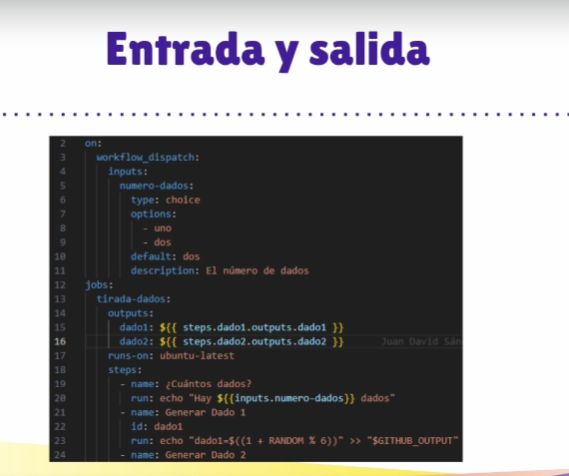 Entrada y salida
2 on:
3 workflow_dispatch:
4 inputs:
5 numero-dados:
6 type: choice
7 options:
8 - uno
9 - dos
10 default: dos
11 description: El número de dados
12 jobs:
13 tirada-dados:
14 outputs:
15 dado1: ${{ steps.dado1.outputs.dado1 }}
16 dado2: ${{ steps.dado2.outputs.dado2 }} Juan David
17 runs-on: ubuntu-latest
18 steps:
19 - name: ¿Cuántos dados?
20 run: echo "Hay ${{inputs.numero-dados}} dados"
21 - name: Generar Dado 1
22 id: dado1
23 run: echo "dado1=$((1 + RANDOM % 6))" >> "$GITHUB_OUTPUT"
24 - name: Generar Dado 2